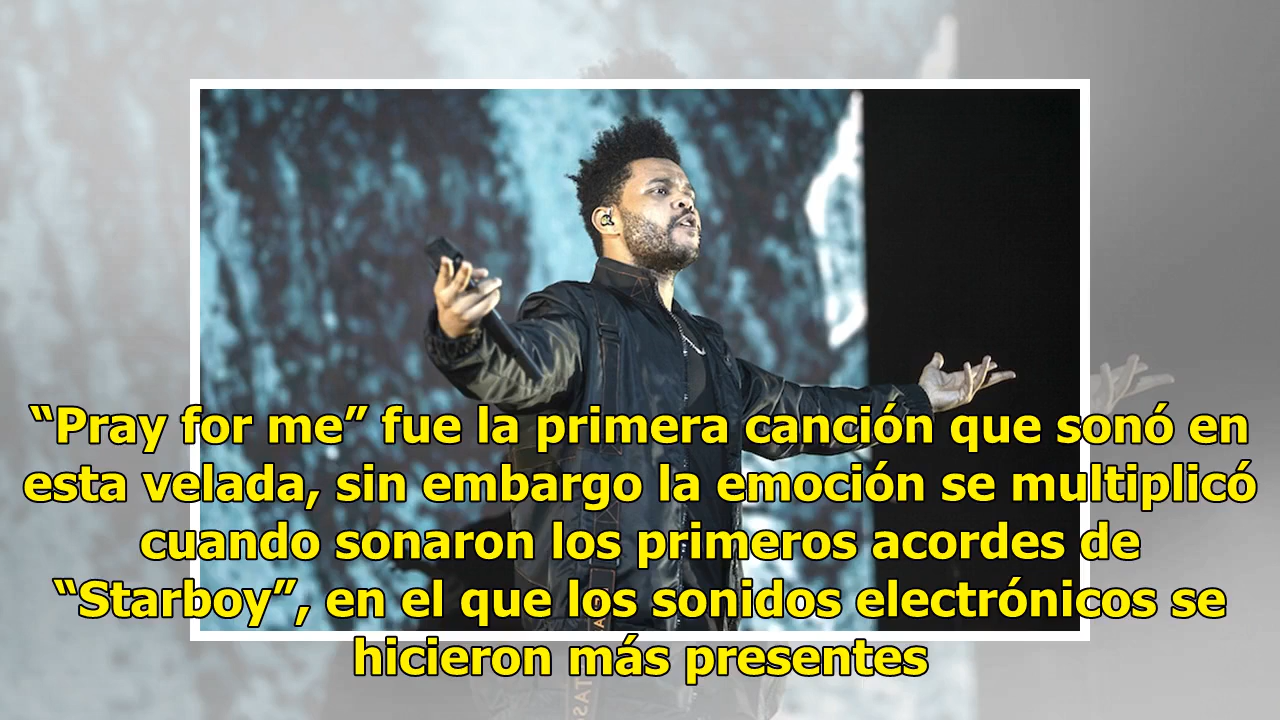 “Pray for me” fue la primera canción que sonó en
esta velada, sin embargo la emoción se multiplicó
cuando sonaron los primeros acordes de
“Starboy”, en el que los sonidos electrónicos se
hicieron más presentes